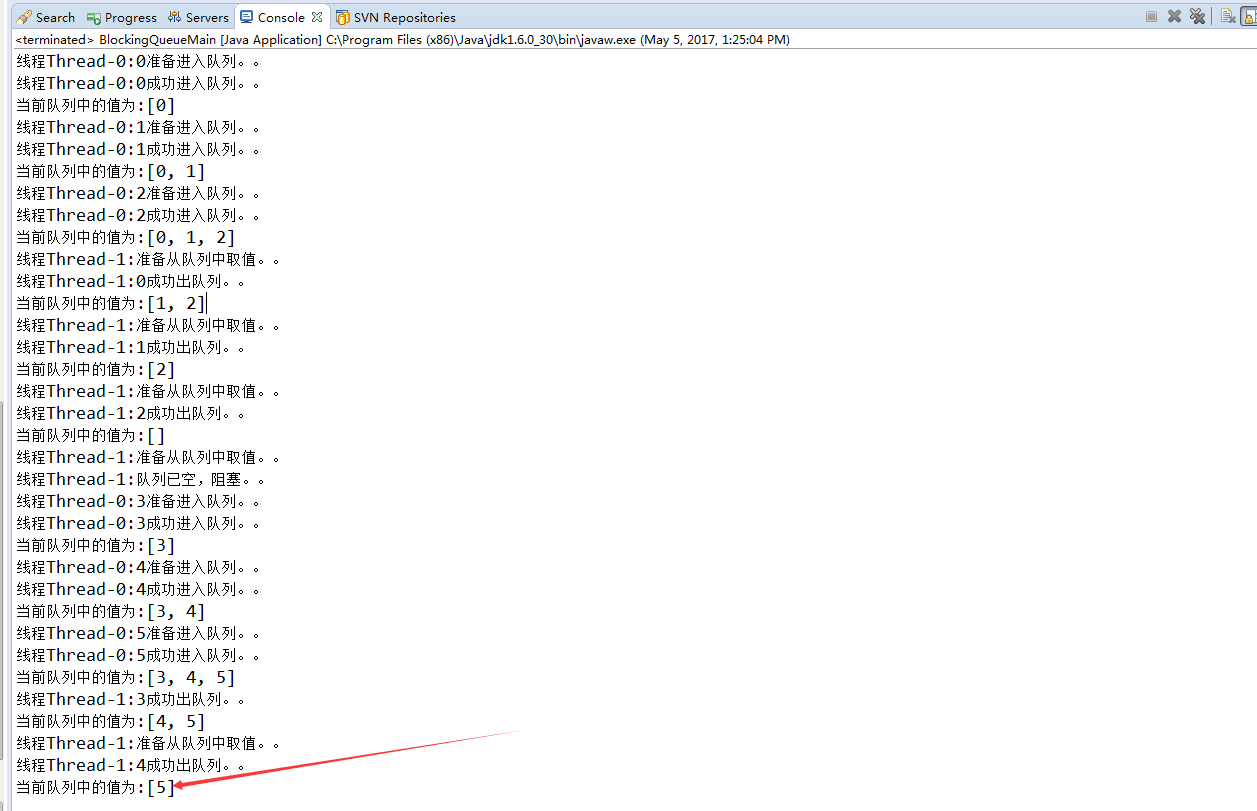 Search Progress Servers Console SVN Repositories
<terminated> BlockingQueueMain [Java Application] C:\Program Files (x86)\Java\jdk1.6.0_30\bin\javaw.exe (May 5, 2017, 1:25:04 PM)
线程Thread-0:0准备进入队列。。
线程Thread-0:0成功进入队列。。
当前队列中的值为:[0]
线程Thread-0:1准备进入队列。。
线程Thread-0:1成功进入队列。。
当前队列中的值为:[0, 1]
线程Thread-0:2准备进入队列。。
线程Thread-0:2成功进入队列。。
当前队列中的值为:[0, 1, 2]
线程Thread-1:准备从队列中取值。。
线程Thread-1:0成功出队列。。
当前队列中的值为:[1, 2]
线程Thread-1:准备从队列中取值。。
线程Thread-1:1成功出队列。。
当前队列中的值为:[2]
线程Thread-1:准备从队列中取值。。
线程Thread-1:2成功出队列。。
当前队列中的值为:[]
线程Thread-1:准备从队列中取值。。
线程Thread-1:队列已空，阻塞。。
线程Thread-0:3准备进入队列。。
线程Thread-0:3成功进入队列。。
当前队列中的值为:[3]
线程Thread-0:4准备进入队列。。
线程Thread-0:4成功进入队列。。
当前队列中的值为:[3, 4]
线程Thread-0:5准备进入队列。。
线程Thread-0:5成功进入队列。。
当前队列中的值为:[3, 4, 5]
线程Thread-1:3成功出队列。。
当前队列中的值为:[4, 5]
线程Thread-1:准备从队列中取值。。
线程Thread-1:4成功出队列。。
当前队列中的值为:[5]